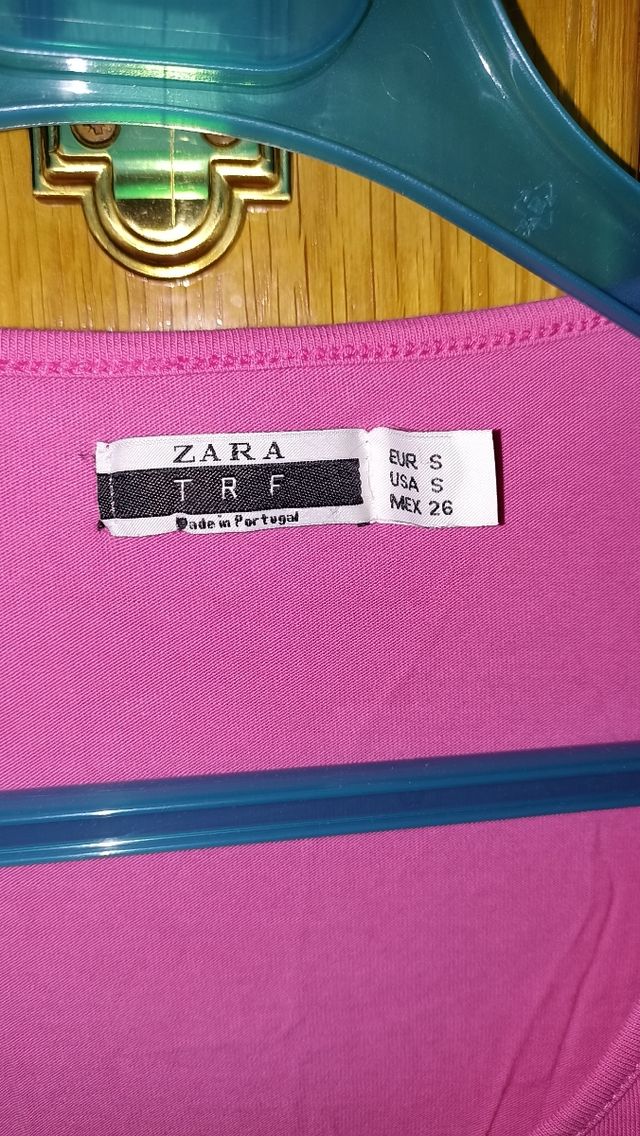 ZARA
TRF
Made in Portugal
EUR S
USA S
MEX 26